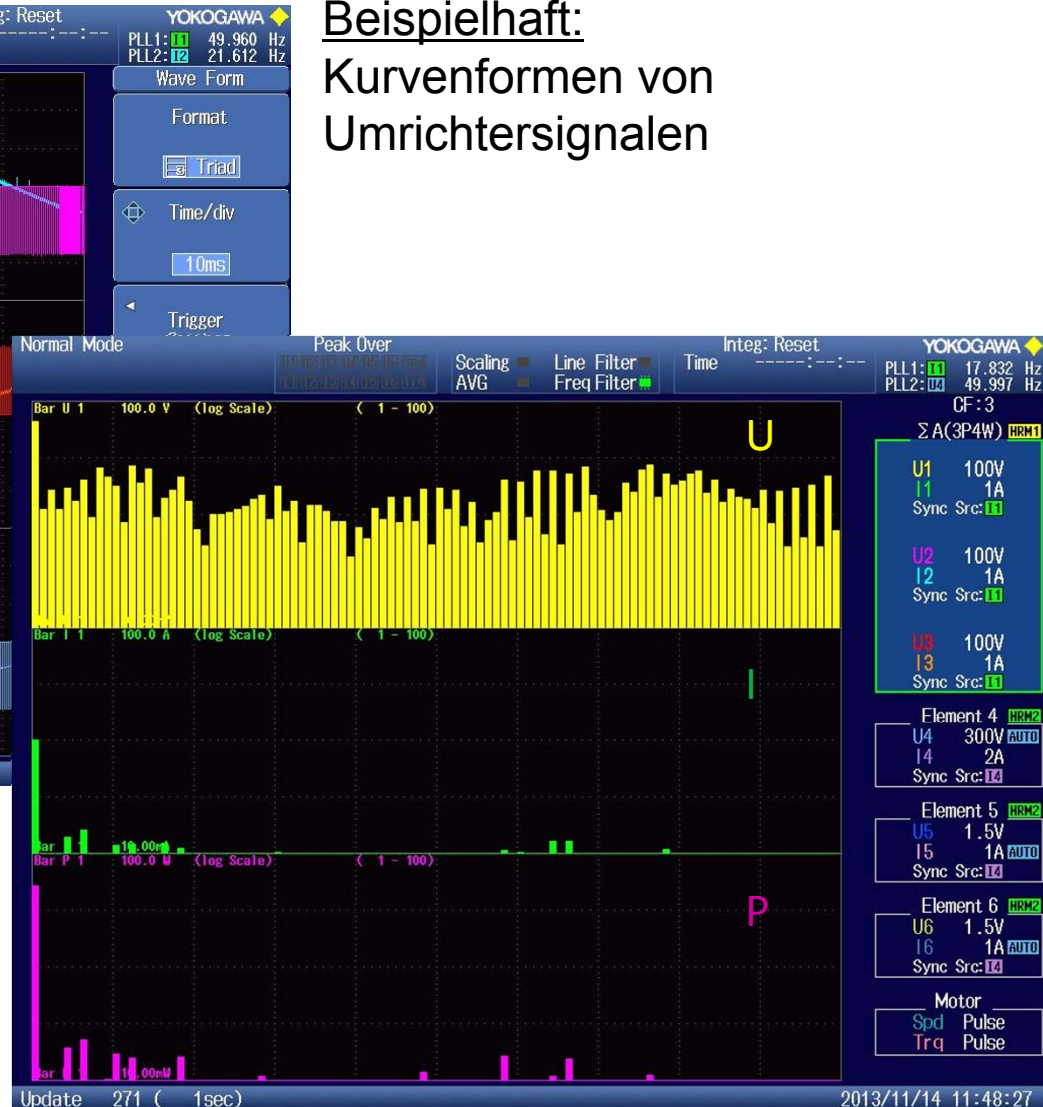 Beispielhaft:
Kurvenformen von
Umrichtersignalen
g: Reset
-----:--:--
YOKOGAWA
PLL1: I1 49.960 Hz
PLL2: I2 21.612 Hz
Wave Form
Format
Triad
Time/div
10ms
Trigger
Normal Mode
Peak Over
Scaling
AVG
Line Filter
Freq Filter
Integ: Reset
Time -----:--:--
YOKOGAWA
PLL1: I1 17.832 Hz
PLL2: U4 49.997 Hz
Bar U 1 100.0 V (log Scale) ( 1 - 100)
U
Bar I 1 100.0 A (log Scale) ( 1 - 100)
I
Bar 10.00mA
Bar P 1 100.0 W (log Scale) ( 1 - 100)
P
Bar 10.00mW
CF:3
ΣA(3P4W) HRM1
U1 100V
I1 1A
Sync Src: I1
U2 100V
I2 1A
Sync Src: I1
U3 100V
I3 1A
Sync Src: I1
Element 4 HRM2
U4 300V AUTO
I4 2A
Sync Src: I4
Element 5 HRM2
U5 1.5V
I5 1A AUTO
Sync Src: I4
Element 6 HRM2
U6 1.5V
I6 1A AUTO
Sync Src: I4
Motor
Spd Pulse
Trq Pulse
Update 271 ( 1sec)
2013/11/14 11:48:27